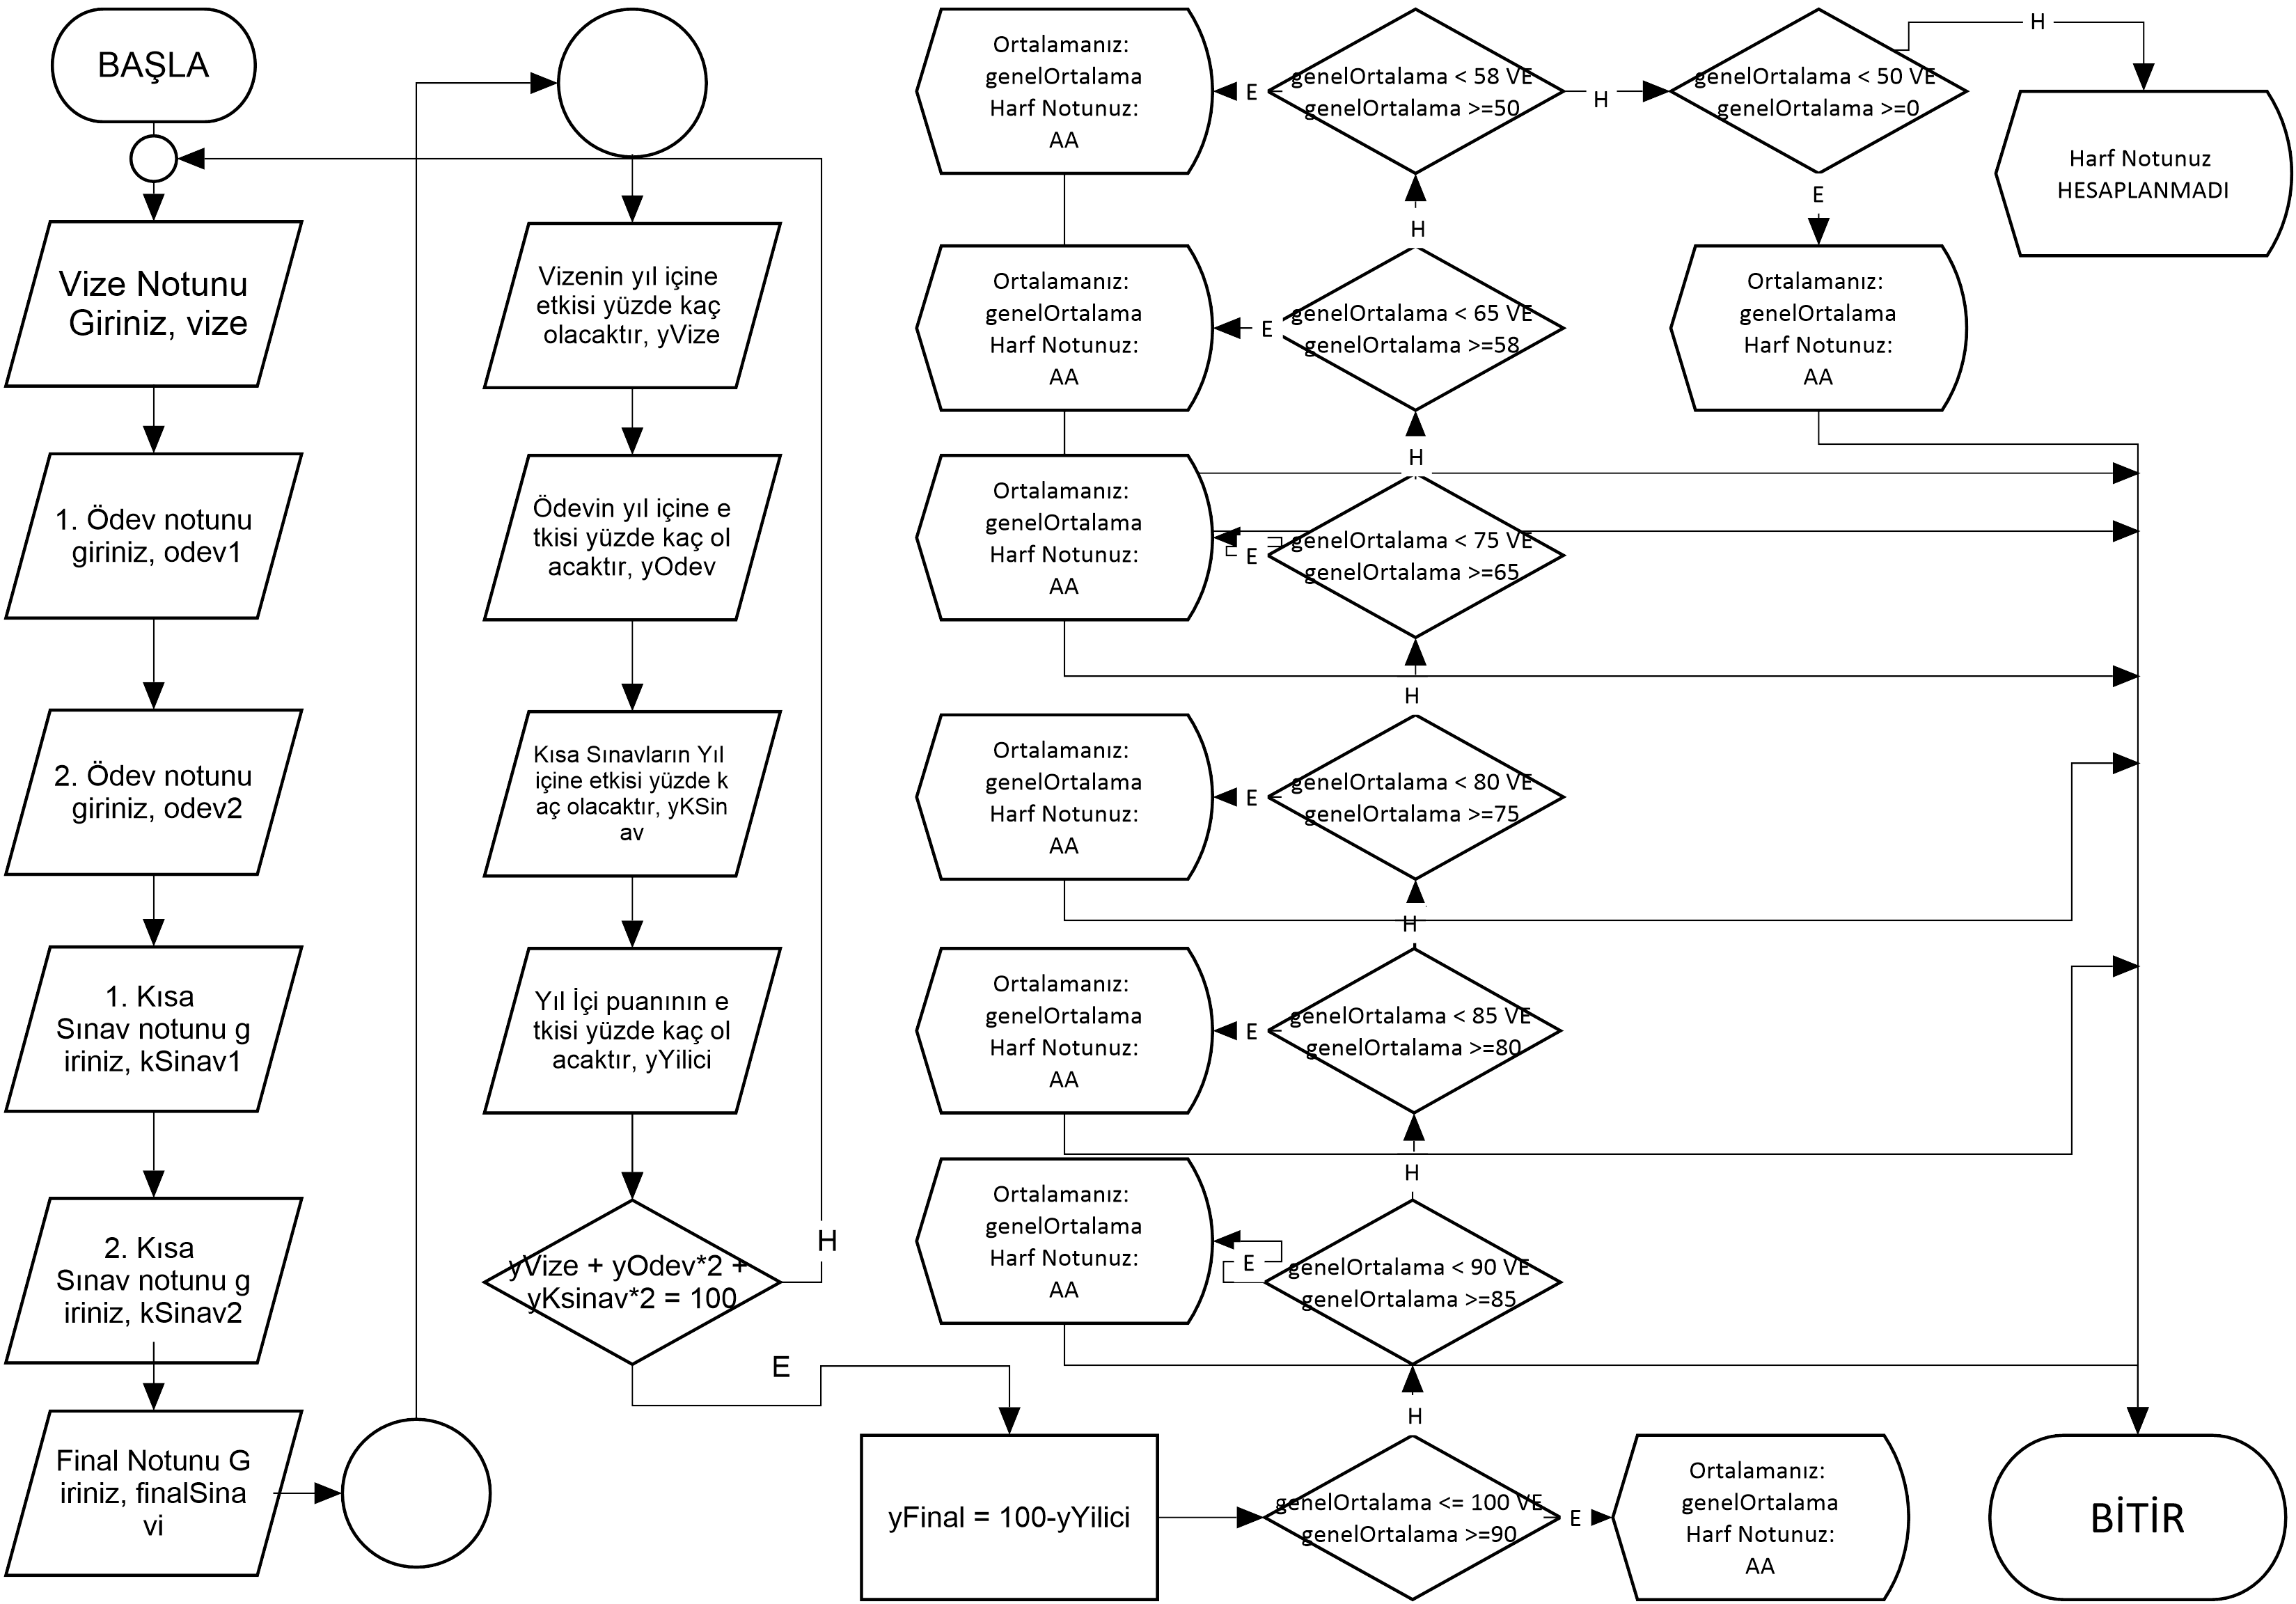 BAŞLA
Vize Notunu
Giriniz, vize
1. Ödev notunu
giriniz, odev1
2. Ödev notunu
giriniz, odev2
1. Kısa
Sınav notunu g
iriniz, kSinav1
2. Kısa
Sınav notunu g
iriniz, kSinav2
Final Notunu G
iriniz, finalSina
vi
Vizenin yıl içine
etkisi yüzde kaç
olacaktır, yVize
Ödevin yıl içine e
tkisi yüzde kaç ol
acaktır, yOdev
Kısa Sınavların Yıl
içine etkisi yüzde k
aç olacaktır, yKSin
av
Yıl İçi puanının e
tkisi yüzde kaç ol
acaktır, yYilici
yVize + yOdev*2 +
yKsinav*2 = 100
H
E
yFinal = 100-yYilici
genelOrtalama <= 100 VE
genelOrtalama >=90
E
Ortalamanız:
genelOrtalama
Harf Notunuz:
AA
H
genelOrtalama < 90 VE
genelOrtalama >=85
E
Ortalamanız:
genelOrtalama
Harf Notunuz:
AA
H
genelOrtalama < 85 VE
genelOrtalama >=80
E
Ortalamanız:
genelOrtalama
Harf Notunuz:
AA
H
genelOrtalama < 80 VE
genelOrtalama >=75
E
Ortalamanız:
genelOrtalama
Harf Notunuz:
AA
H
genelOrtalama < 75 VE
genelOrtalama >=65
E
Ortalamanız:
genelOrtalama
Harf Notunuz:
AA
H
genelOrtalama < 65 VE
genelOrtalama >=58
E
Ortalamanız:
genelOrtalama
Harf Notunuz:
AA
H
genelOrtalama < 58 VE
genelOrtalama >=50
E
Ortalamanız:
genelOrtalama
Harf Notunuz:
AA
H
genelOrtalama < 50 VE
genelOrtalama >=0
H
Harf Notunuz
HESAPLANMADI
E
Ortalamanız:
genelOrtalama
Harf Notunuz:
AA
BİTİR